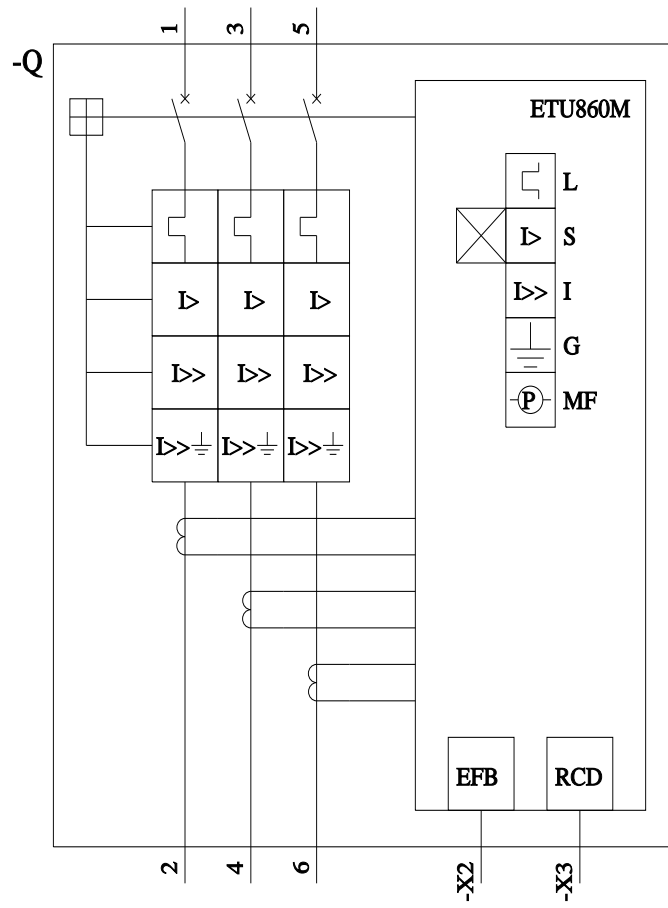 1 3 5
-Q
ETU860M
L
I> S
I>> I
G
P MF
I> I> I>
I>> I>> I>>
I>> I>> I>>
EFB RCD
2 4 6 -X2 -X3